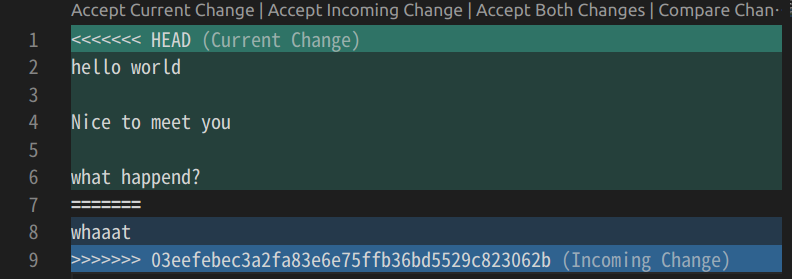 Accept Current Change | Accept Incoming Change | Accept Both Changes | Compare Chan
1 <<<<<<< HEAD (Current Change)
2 hello world
3
4 Nice to meet you
5
6 what happend?
7 =======
8 whaaat
9 >>>>>>> 03eefebec3a2fa83e6e75ffb36bd5529c823062b (Incoming Change)